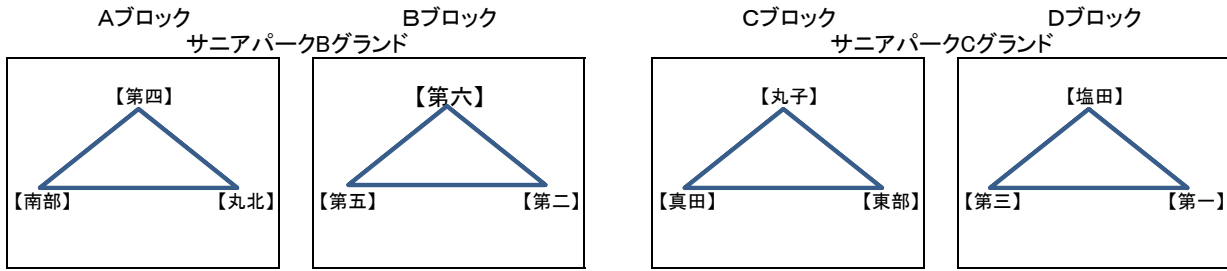 Aブロック Bブロック Cブロック Dブロック
サニアパークBグランド サニアパークCグランド
【第四】 【第六】 【丸子】 【塩田】
【南部】 【丸北】 【第五】 【第二】 【真田】 【東部】 【第三】 【第一】